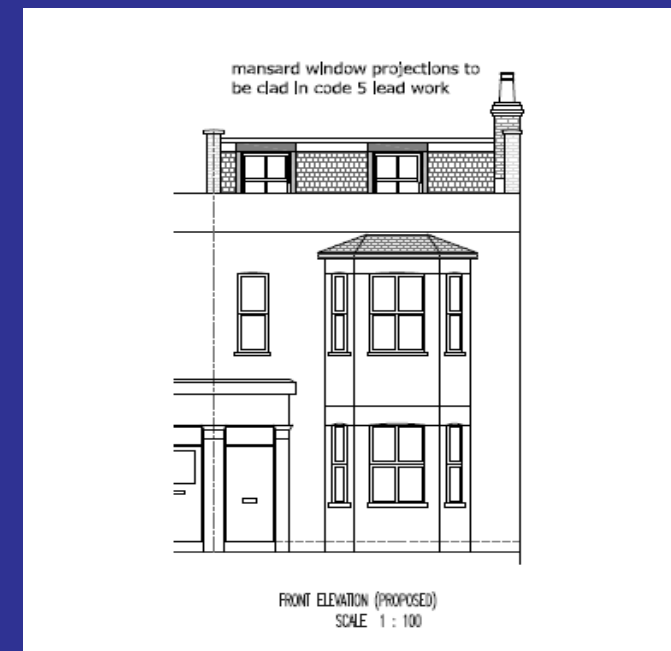 mansard window projections to
be clad in code 5 lead work
FRONT ELEVATION (PROPOSED)
SCALE 1 : 100